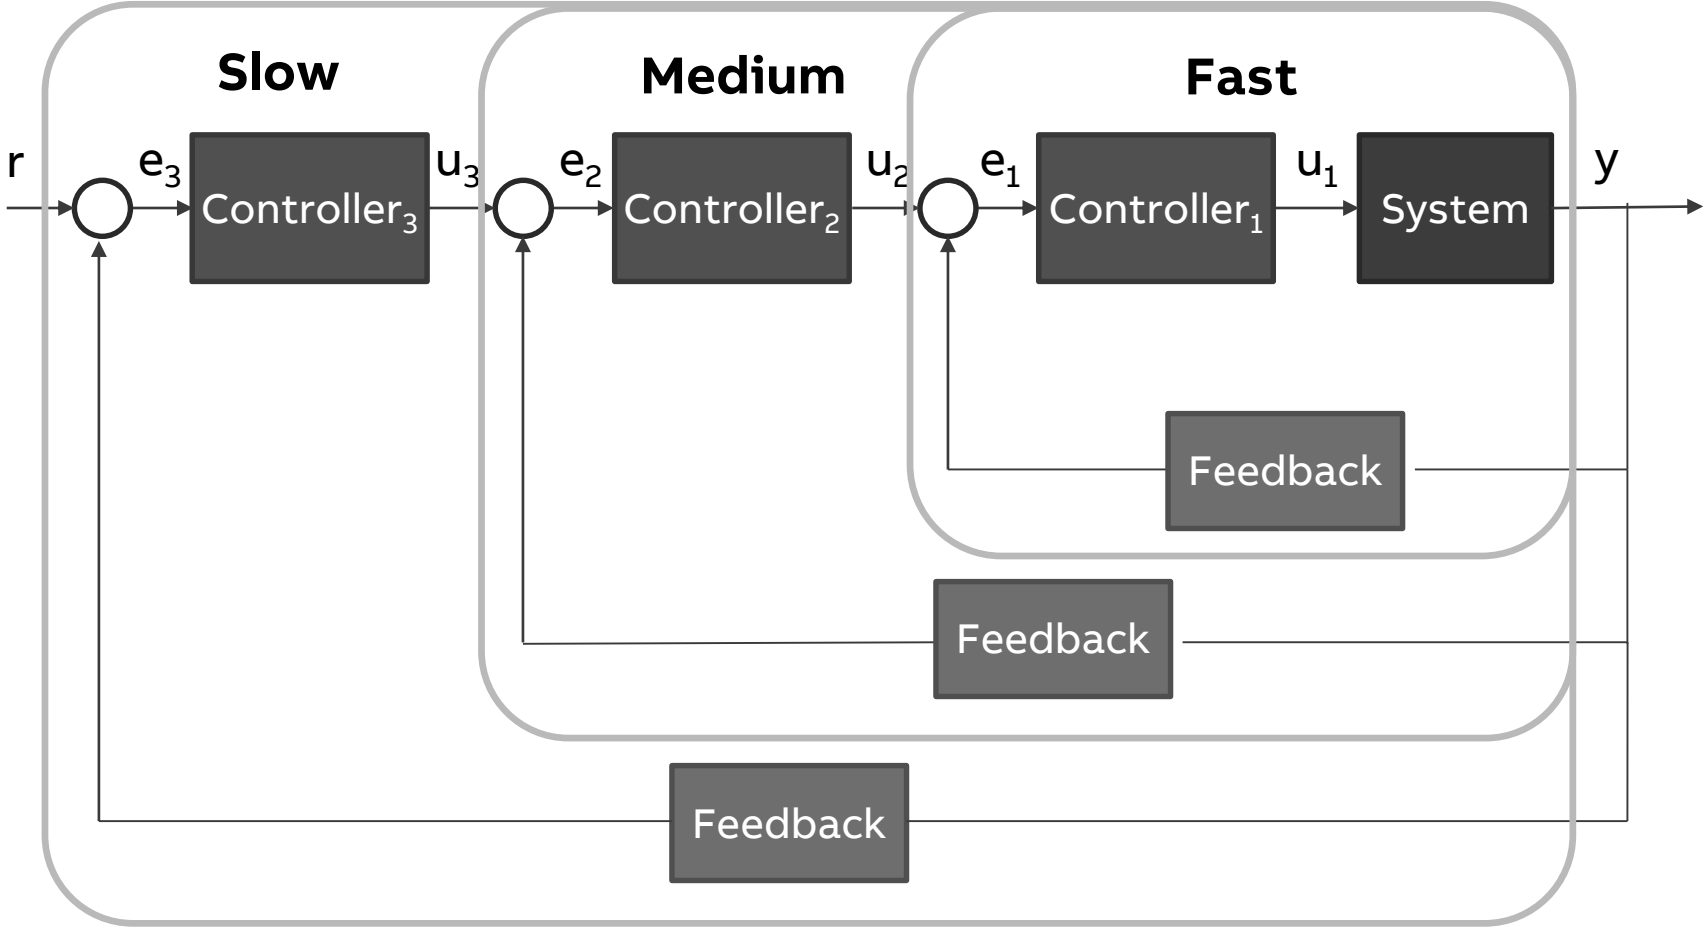 Slow
Medium
Fast
r
e₃
Controller₃
u₃
e₂
Controller₂
u₂
e₁
Controller₁
u₁
System
y
Feedback
Feedback
Feedback